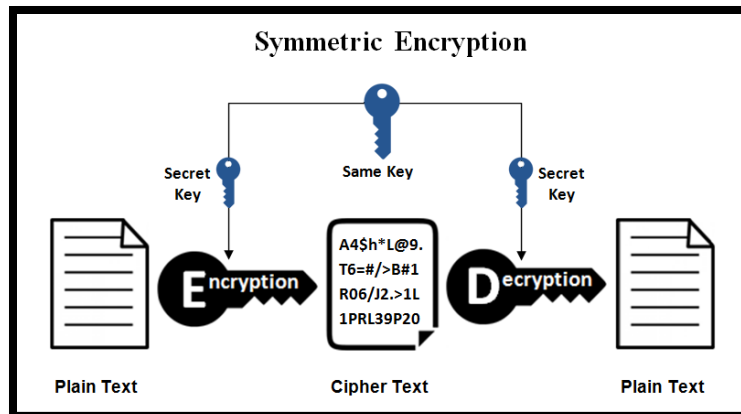 Symmetric Encryption
Secret
Key
Same Key
Secret
Key
Encryption
A4$h*L@9.
T6=#/>B#1
R06/J2.>1L
1PRL39P20
Decryption
Plain Text
Cipher Text
Plain Text